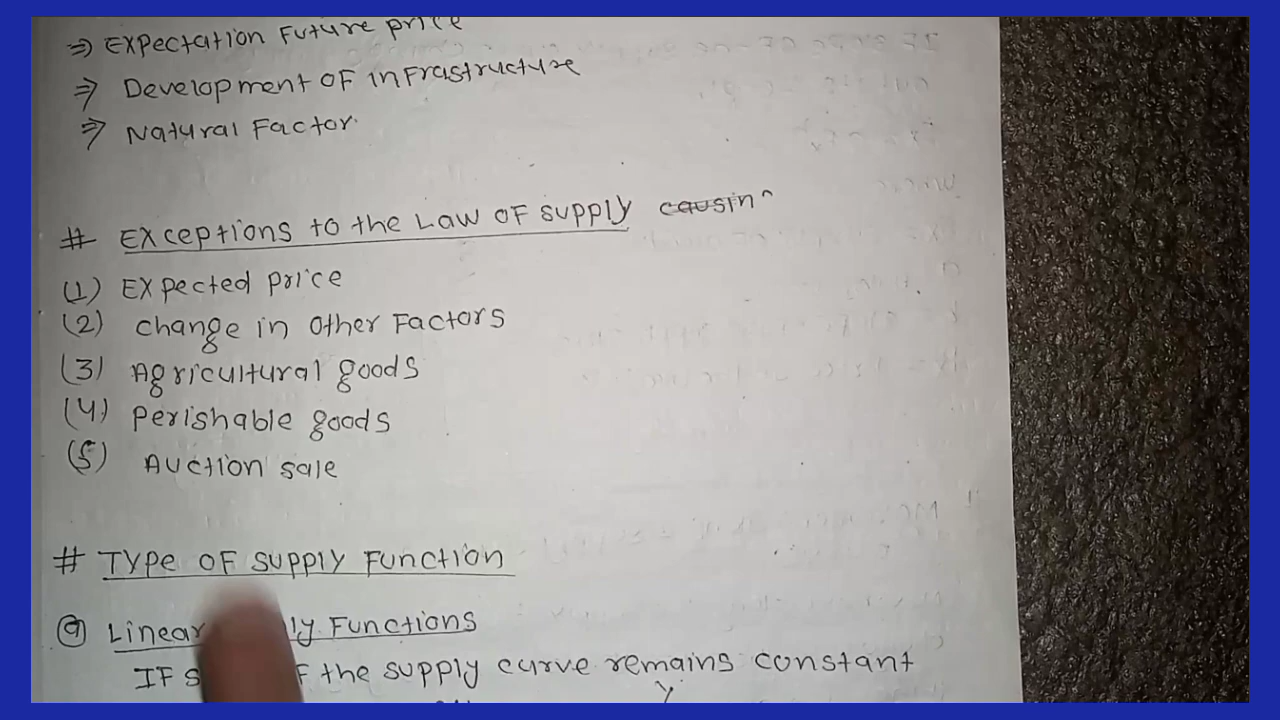 ⇒ Expectation Future price
⇒ Development of infrastructure
⇒ Natural Factor.
# Exceptions to the Law of supply
(1) Expected price
(2) change in Other Factors
(3) Agricultural goods
(4) Perishable goods
(5) Auction sale
# Type of supply Function
(a) Linear Functions
IF the supply curve remains constant